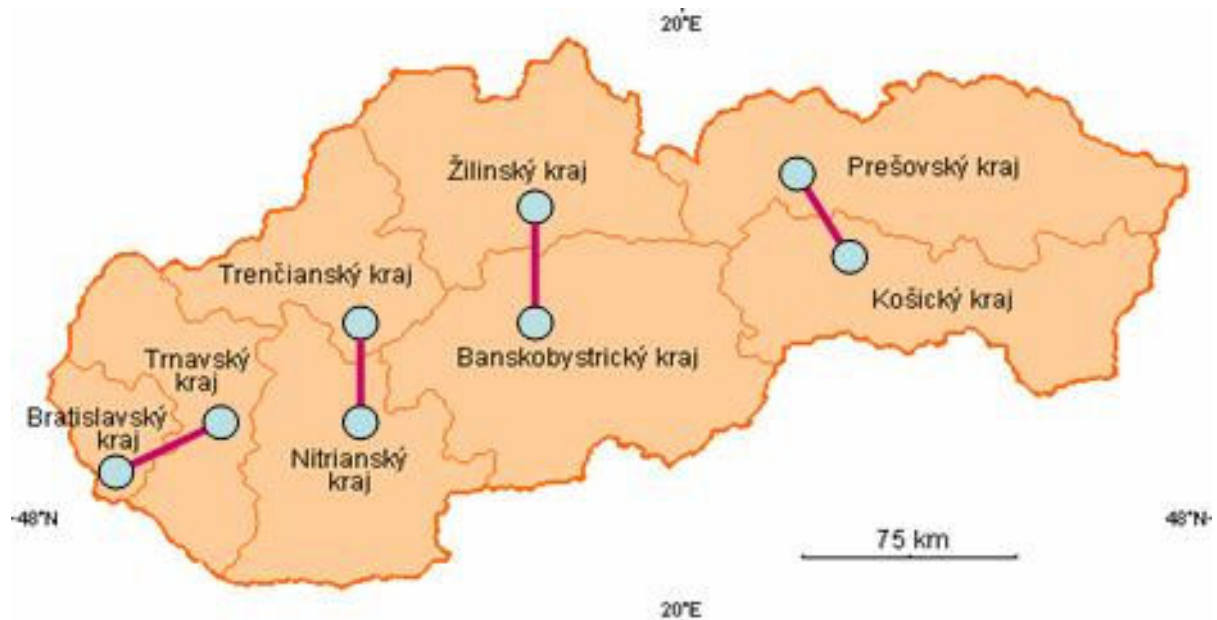 20°E
Žilinský kraj
Prešovský kraj
Trenčianský kraj
Košický kraj
Trnavský
kraj
Banskobystrický kraj
Bratislavský
kraj
Nitrianský
kraj
48°N
48°N
75 km
20°E